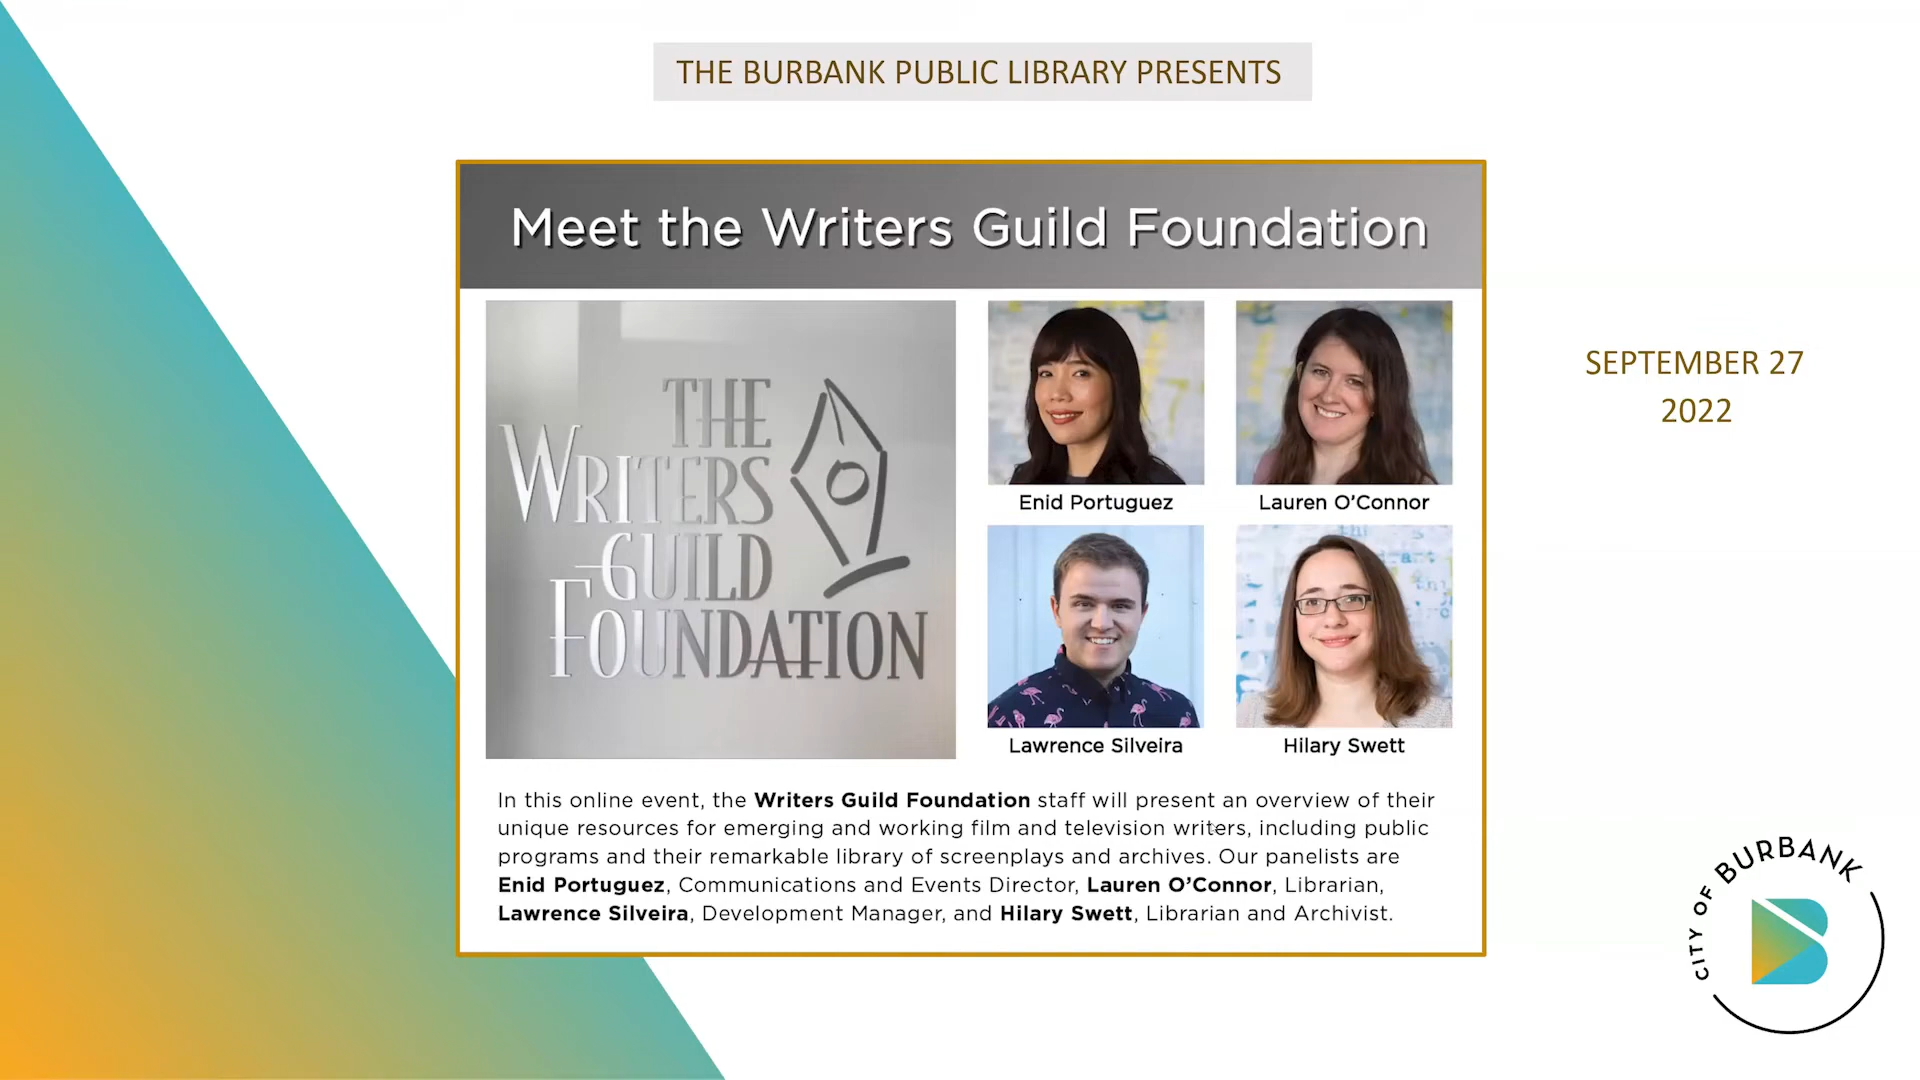 THE BURBANK PUBLIC LIBRARY PRESENTS
Meet the Writers Guild Foundation
THE
WRITERS
GUILD
FOUNDATION
Enid Portuguez
Lauren O’Connor
Lawrence Silveira
Hilary Swett
SEPTEMBER 27
2022
In this online event, the Writers Guild Foundation staff will present an overview of their
unique resources for emerging and working film and television writers, including public
programs and their remarkable library of screenplays and archives. Our panelists are
Enid Portuguez, Communications and Events Director, Lauren O’Connor, Librarian,
Lawrence Silveira, Development Manager, and Hilary Swett, Librarian and Archivist.
CITY OF BURBANK
B